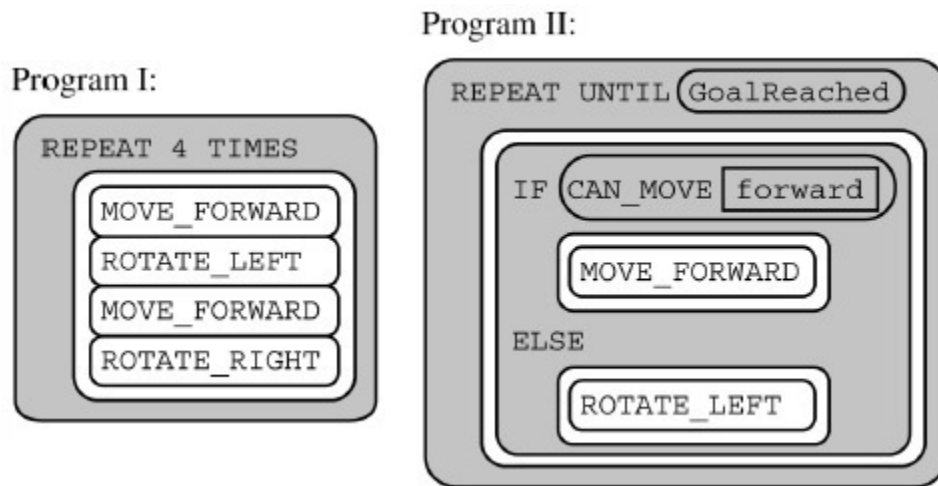 Program I:
REPEAT 4 TIMES
MOVE_FORWARD
ROTATE_LEFT
MOVE_FORWARD
ROTATE_RIGHT
Program II:
REPEAT UNTIL GoalReached
IF CAN_MOVE forward
MOVE_FORWARD
ELSE
ROTATE_LEFT